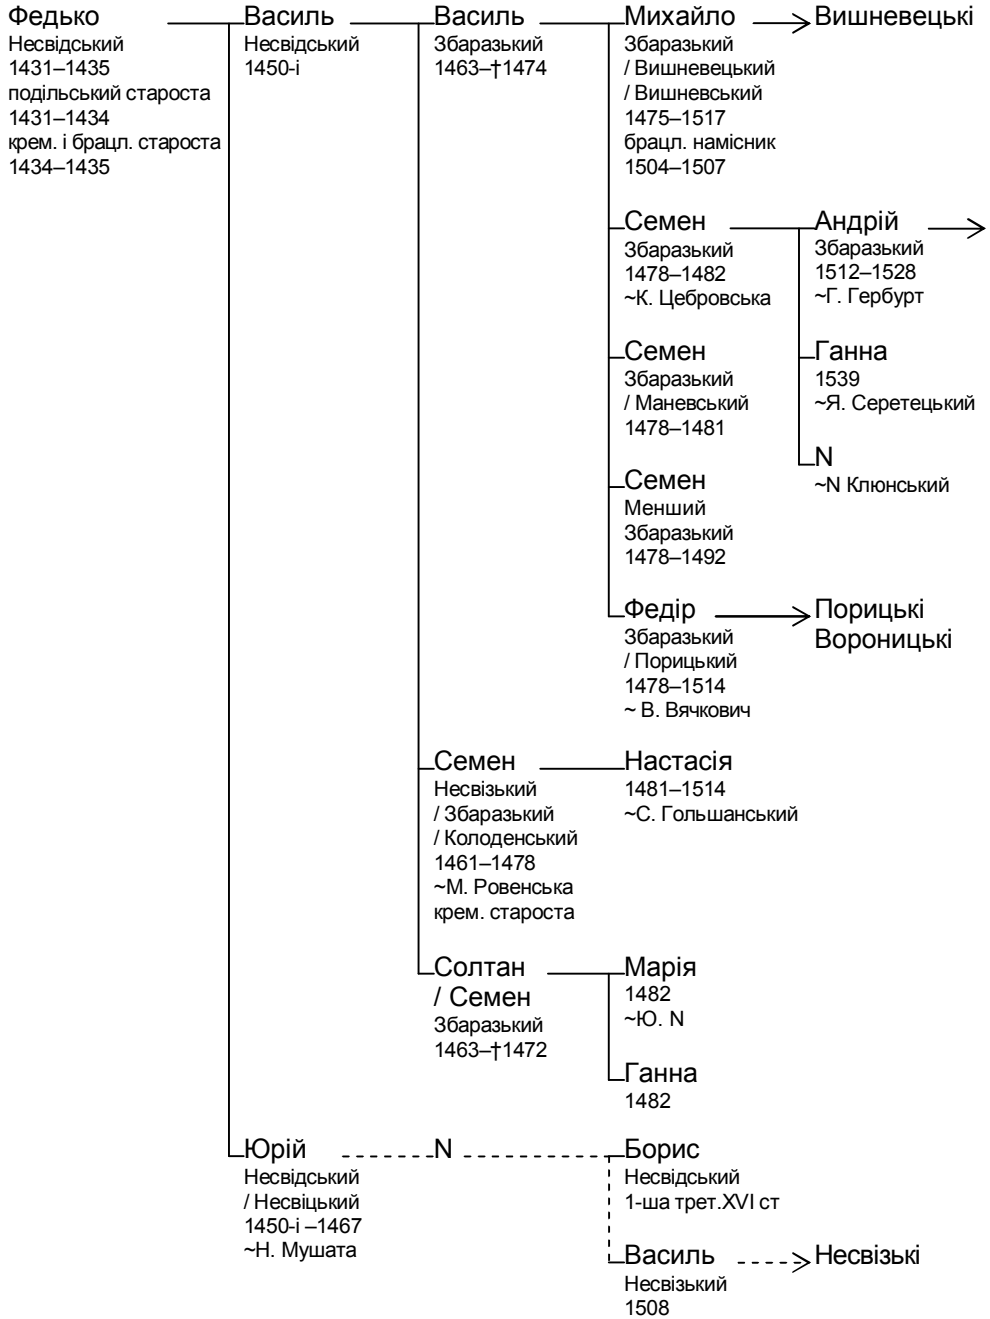 Федько
Несвідський
1431–1435
подільський староста
1431–1434
крем. і брацл. староста
1434–1435
Василь
Несвідський
1450-і
Василь
Збаразький
1463–†1474
Михайло
Збаразький
/ Вишневецький
/ Вишневський
1475–1517
брацл. намісник
1504–1507
Вишневецькі
Семен
Збаразький
1478–1482
~К. Цебровська
Андрій
Збаразький
1512–1528
~Г. Гербурт
Семен
Збаразький
/ Маневський
1478–1481
Ганна
1539
~Я. Серетецький
N
~N Клюнський
Семен
Менший
Збаразький
1478–1492
Федір
Збаразький
/ Порицький
1478–1514
~ В. Вячкович
Порицькі
Вороницькі
Семен
Несвізький
/ Збаразький
/ Колоденський
1461–1478
~М. Ровенська
крем. староста
Настасія
1481–1514
~С. Гольшанський
Солтан
/ Семен
Збаразький
1463–†1472
Марія
1482
~Ю. N
Ганна
1482
Юрій
Несвідський
/ Несвіцький
1450-і –1467
~Н. Мушата
N
Борис
Несвідський
1-ша трет.XVI ст
Василь
Несвізький
1508
Несвізькі